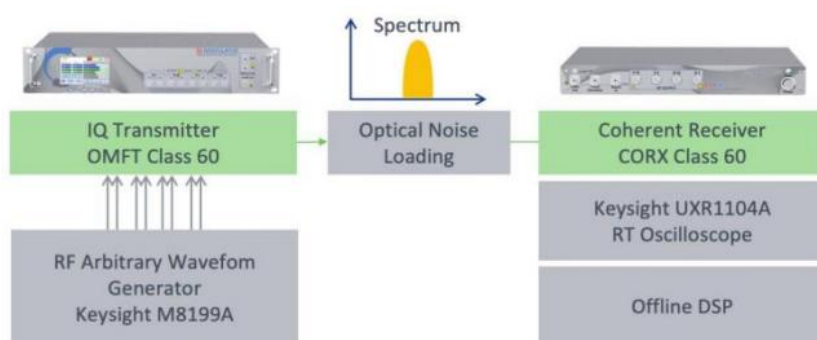 Spectrum
IQ Transmitter
OMFT Class 60
Optical Noise
Loading
Coherent Receiver
CORX Class 60
Keysight UXR1104A
RT Oscilloscope
RF Arbitrary Wavefom
Generator
Keysight M8199A
Offline DSP